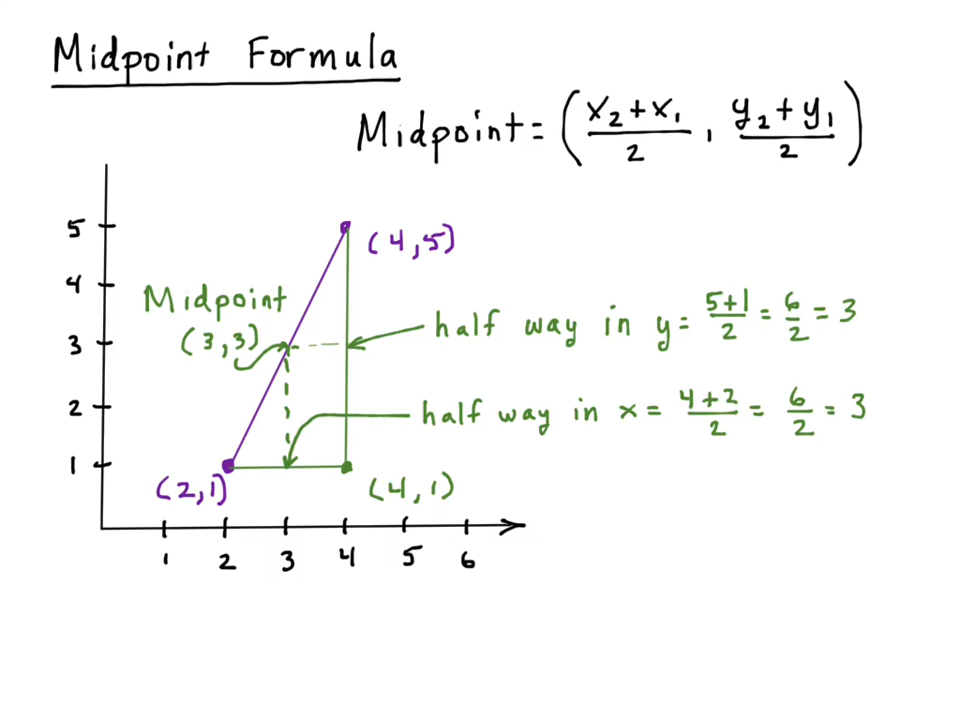 Midpoint Formula
Midpoint = ( x₂ + x₁ / 2 , y₂ + y₁ / 2 )
5
(4,5)
4
Midpoint
(3,3)
half way in y = 5+1/2 = 6/2 = 3
3
half way in x = 4+2/2 = 6/2 = 3
2
1
(2,1)
(4,1)
1 2 3 4 5 6